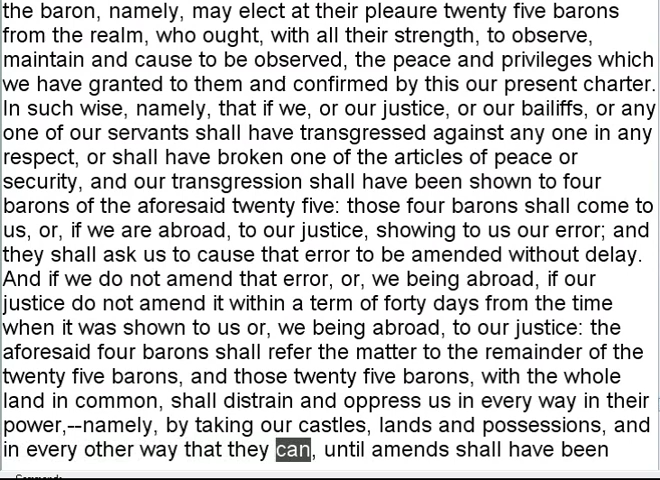 the baron, namely, may elect at their pleaure twenty five barons
from the realm, who ought, with all their strength, to observe,
maintain and cause to be observed, the peace and privileges which
we have granted to them and confirmed by this our present charter.
In such wise, namely, that if we, or our justice, or our bailiffs, or any
one of our servants shall have transgressed against any one in any
respect, or shall have broken one of the articles of peace or
security, and our transgression shall have been shown to four
barons of the aforesaid twenty five: those four barons shall come to
us, or, if we are abroad, to our justice, showing to us our error; and
they shall ask us to cause that error to be amended without delay.
And if we do not amend that error, or, we being abroad, if our
justice do not amend it within a term of forty days from the time
when it was shown to us or, we being abroad, to our justice: the
aforesaid four barons shall refer the matter to the remainder of the
twenty five barons, and those twenty five barons, with the whole
land in common, shall distrain and oppress us in every way in their
power,--namely, by taking our castles, lands and possessions, and
in every other way that they can, until amends shall have been